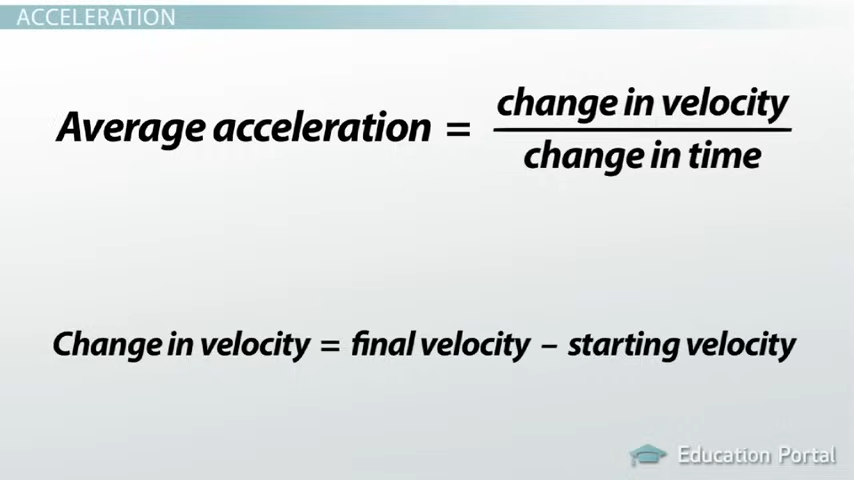 ACCELERATION
Average acceleration = change in velocity / change in time
Change in velocity = final velocity – starting velocity
Education Portal